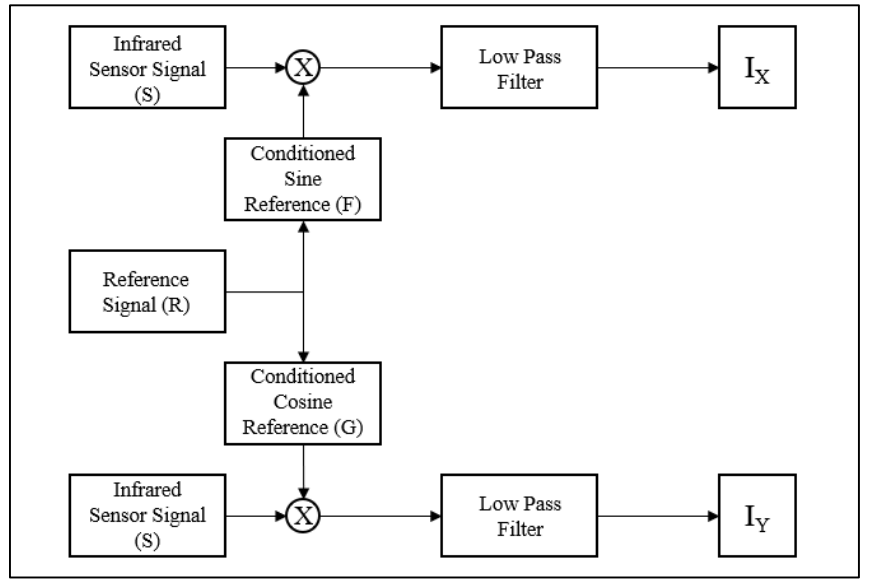 Infrared
Sensor Signal
(S)
X
Low Pass
Filter
I_X
Conditioned
Sine
Reference (F)
Reference
Signal (R)
Conditioned
Cosine
Reference (G)
Infrared
Sensor Signal
(S)
X
Low Pass
Filter
I_Y